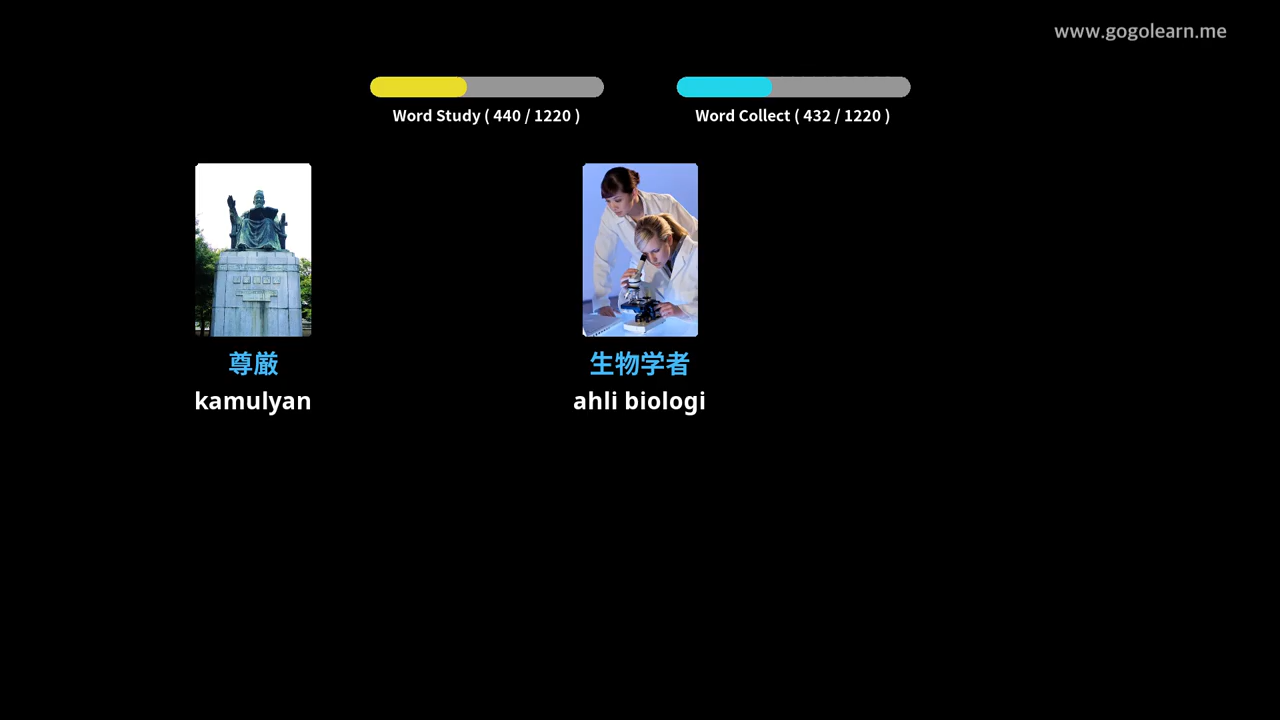 www.gogolearn.me
Word Study ( 440 / 1220 )
Word Collect ( 432 / 1220 )
尊厳
kamulyan
生物学者
ahli biologi